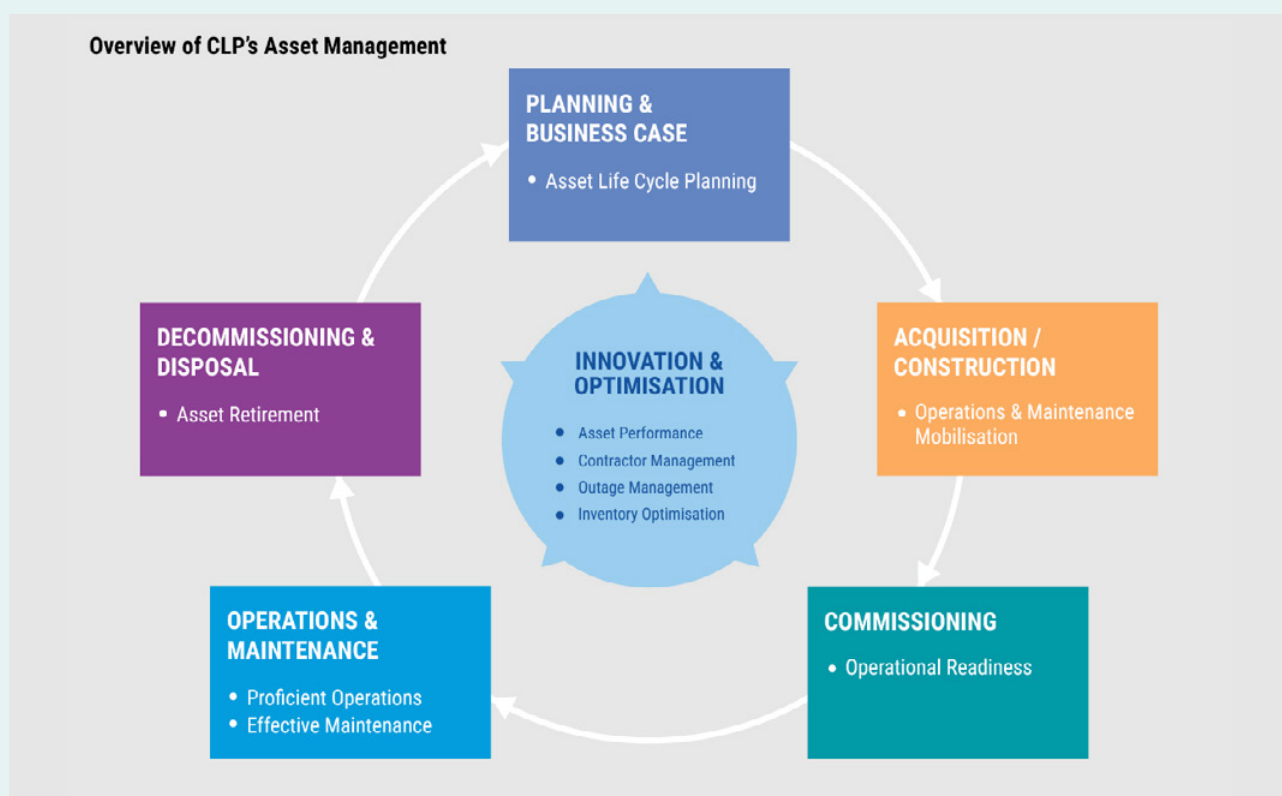 Overview of CLP's Asset Management
PLANNING &
BUSINESS CASE
• Asset Life Cycle Planning
ACQUISITION /
CONSTRUCTION
• Operations & Maintenance
Mobilisation
COMMISSIONING
• Operational Readiness
OPERATIONS &
MAINTENANCE
• Proficient Operations
• Effective Maintenance
DECOMMISSIONING &
DISPOSAL
• Asset Retirement
INNOVATION &
OPTIMISATION
• Asset Performance
• Contractor Management
• Outage Management
• Inventory Optimisation